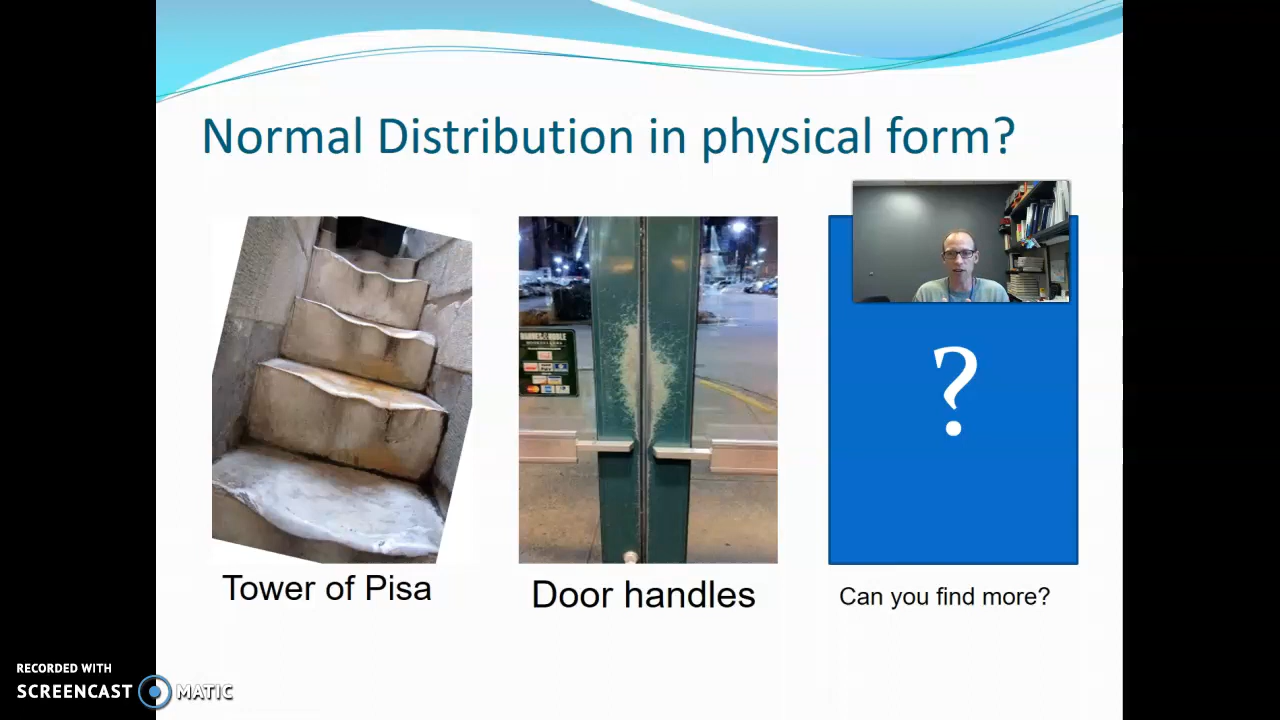 Normal Distribution in physical form?
?
Tower of Pisa
Door handles
Can you find more?
RECORDED WITH
SCREENCAST MATIC